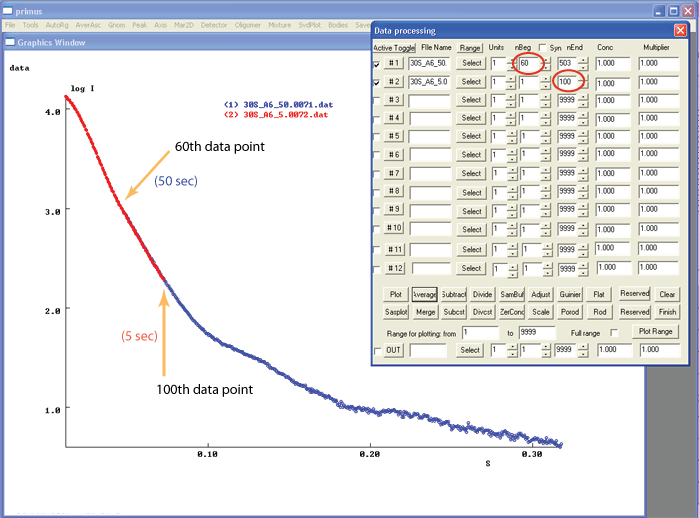 primus
File Tools AutoRg AverAsc Gnom Peak Axis Mar2D Detector Oligomer Mixture SvdPlot Bodies
Graphics Window
data
log I
(1) 30S_A6_50.0071.dat
(2) 30S_A6_5.0072.dat
4.0
60th data point
(50 sec)
3.0
2.0
(5 sec)
100th data point
1.0
0.10 0.20 0.30
S
Data processing
Active Toggle File Name Range Units nBeg Syn nEnd Conc Multiplier
# 1 30S_A6_50. Select 1 60 503 1.000 1.000
# 2 30S_A6_5.0 Select 1 1 100 1.000 1.000
# 3 Select 1 1 9999 1.000 1.000
# 4 Select 1 1 9999 1.000 1.000
# 5 Select 1 1 9999 1.000 1.000
# 6 Select 1 1 9999 1.000 1.000
# 7 Select 1 1 9999 1.000 1.000
# 8 Select 1 1 9999 1.000 1.000
# 9 Select 1 1 9999 1.000 1.000
# 10 Select 1 1 9999 1.000 1.000
# 11 Select 1 1 9999 1.000 1.000
# 12 Select 1 1 9999 1.000 1.000
Plot Average Subtract Divide SamBuf Adjust Guinier Flat Reserved Clear
Sasplot Merge Subcst Divcst ZerConc Scale Porod Rod Reserved Finish
Range for plotting: from 1 to 9999 Full range Plot Range
OUT Select 1 1 9999 1.000 1.000